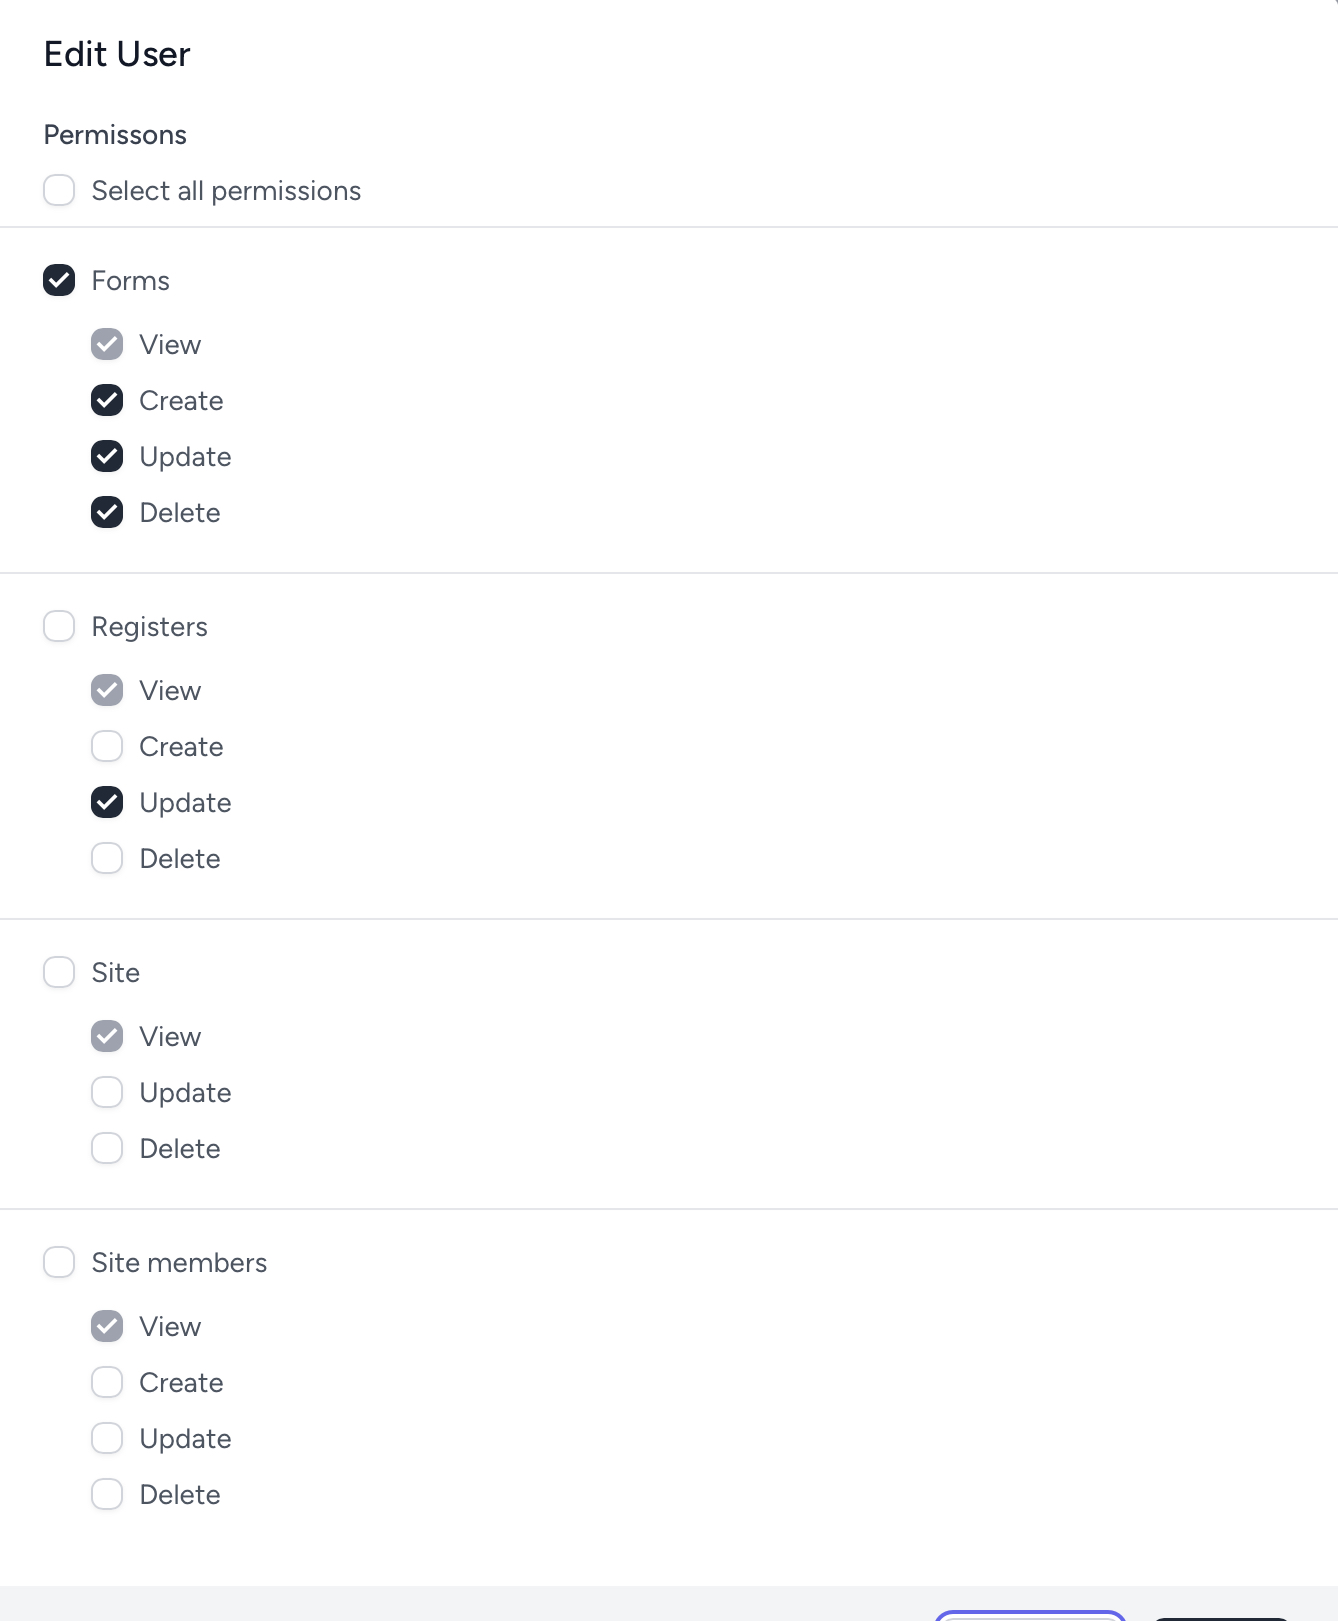 Edit User
Permissons
Select all permissions
Forms
View
Create
Update
Delete
Registers
View
Create
Update
Delete
Site
View
Update
Delete
Site members
View
Create
Update
Delete